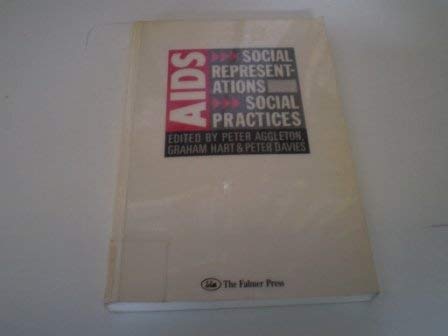 AIDS
SOCIAL
REPRESENT-
ATIONS
SOCIAL
PRACTICES
EDITED BY PETER AGGLETON,
GRAHAM HART & PETER DAVIES
The Falmer Press